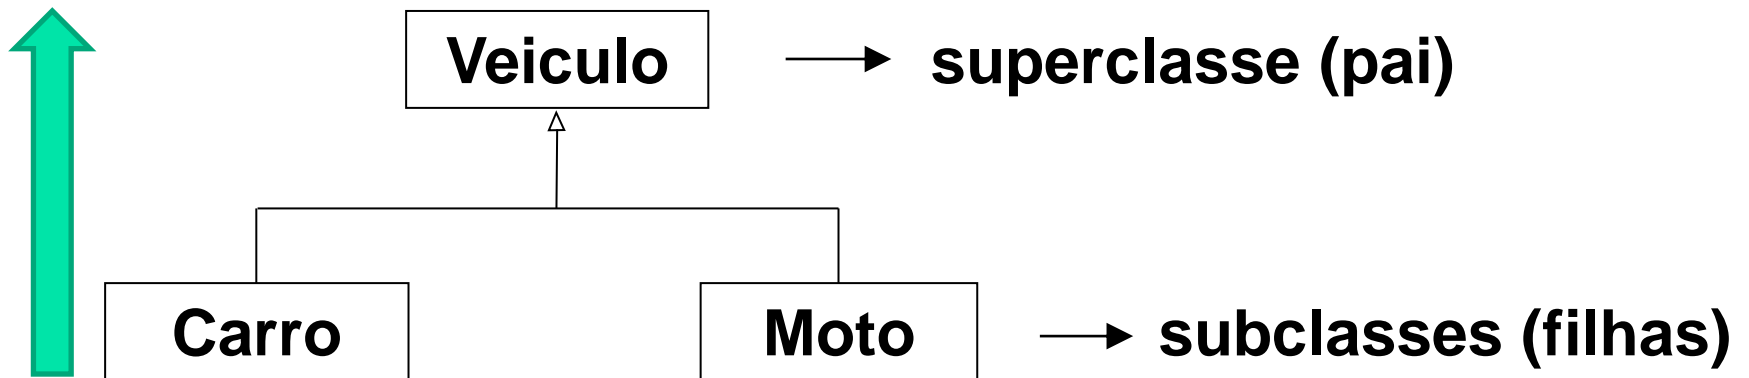 Veiculo superclasse (pai)
Carro Moto subclasses (filhas)